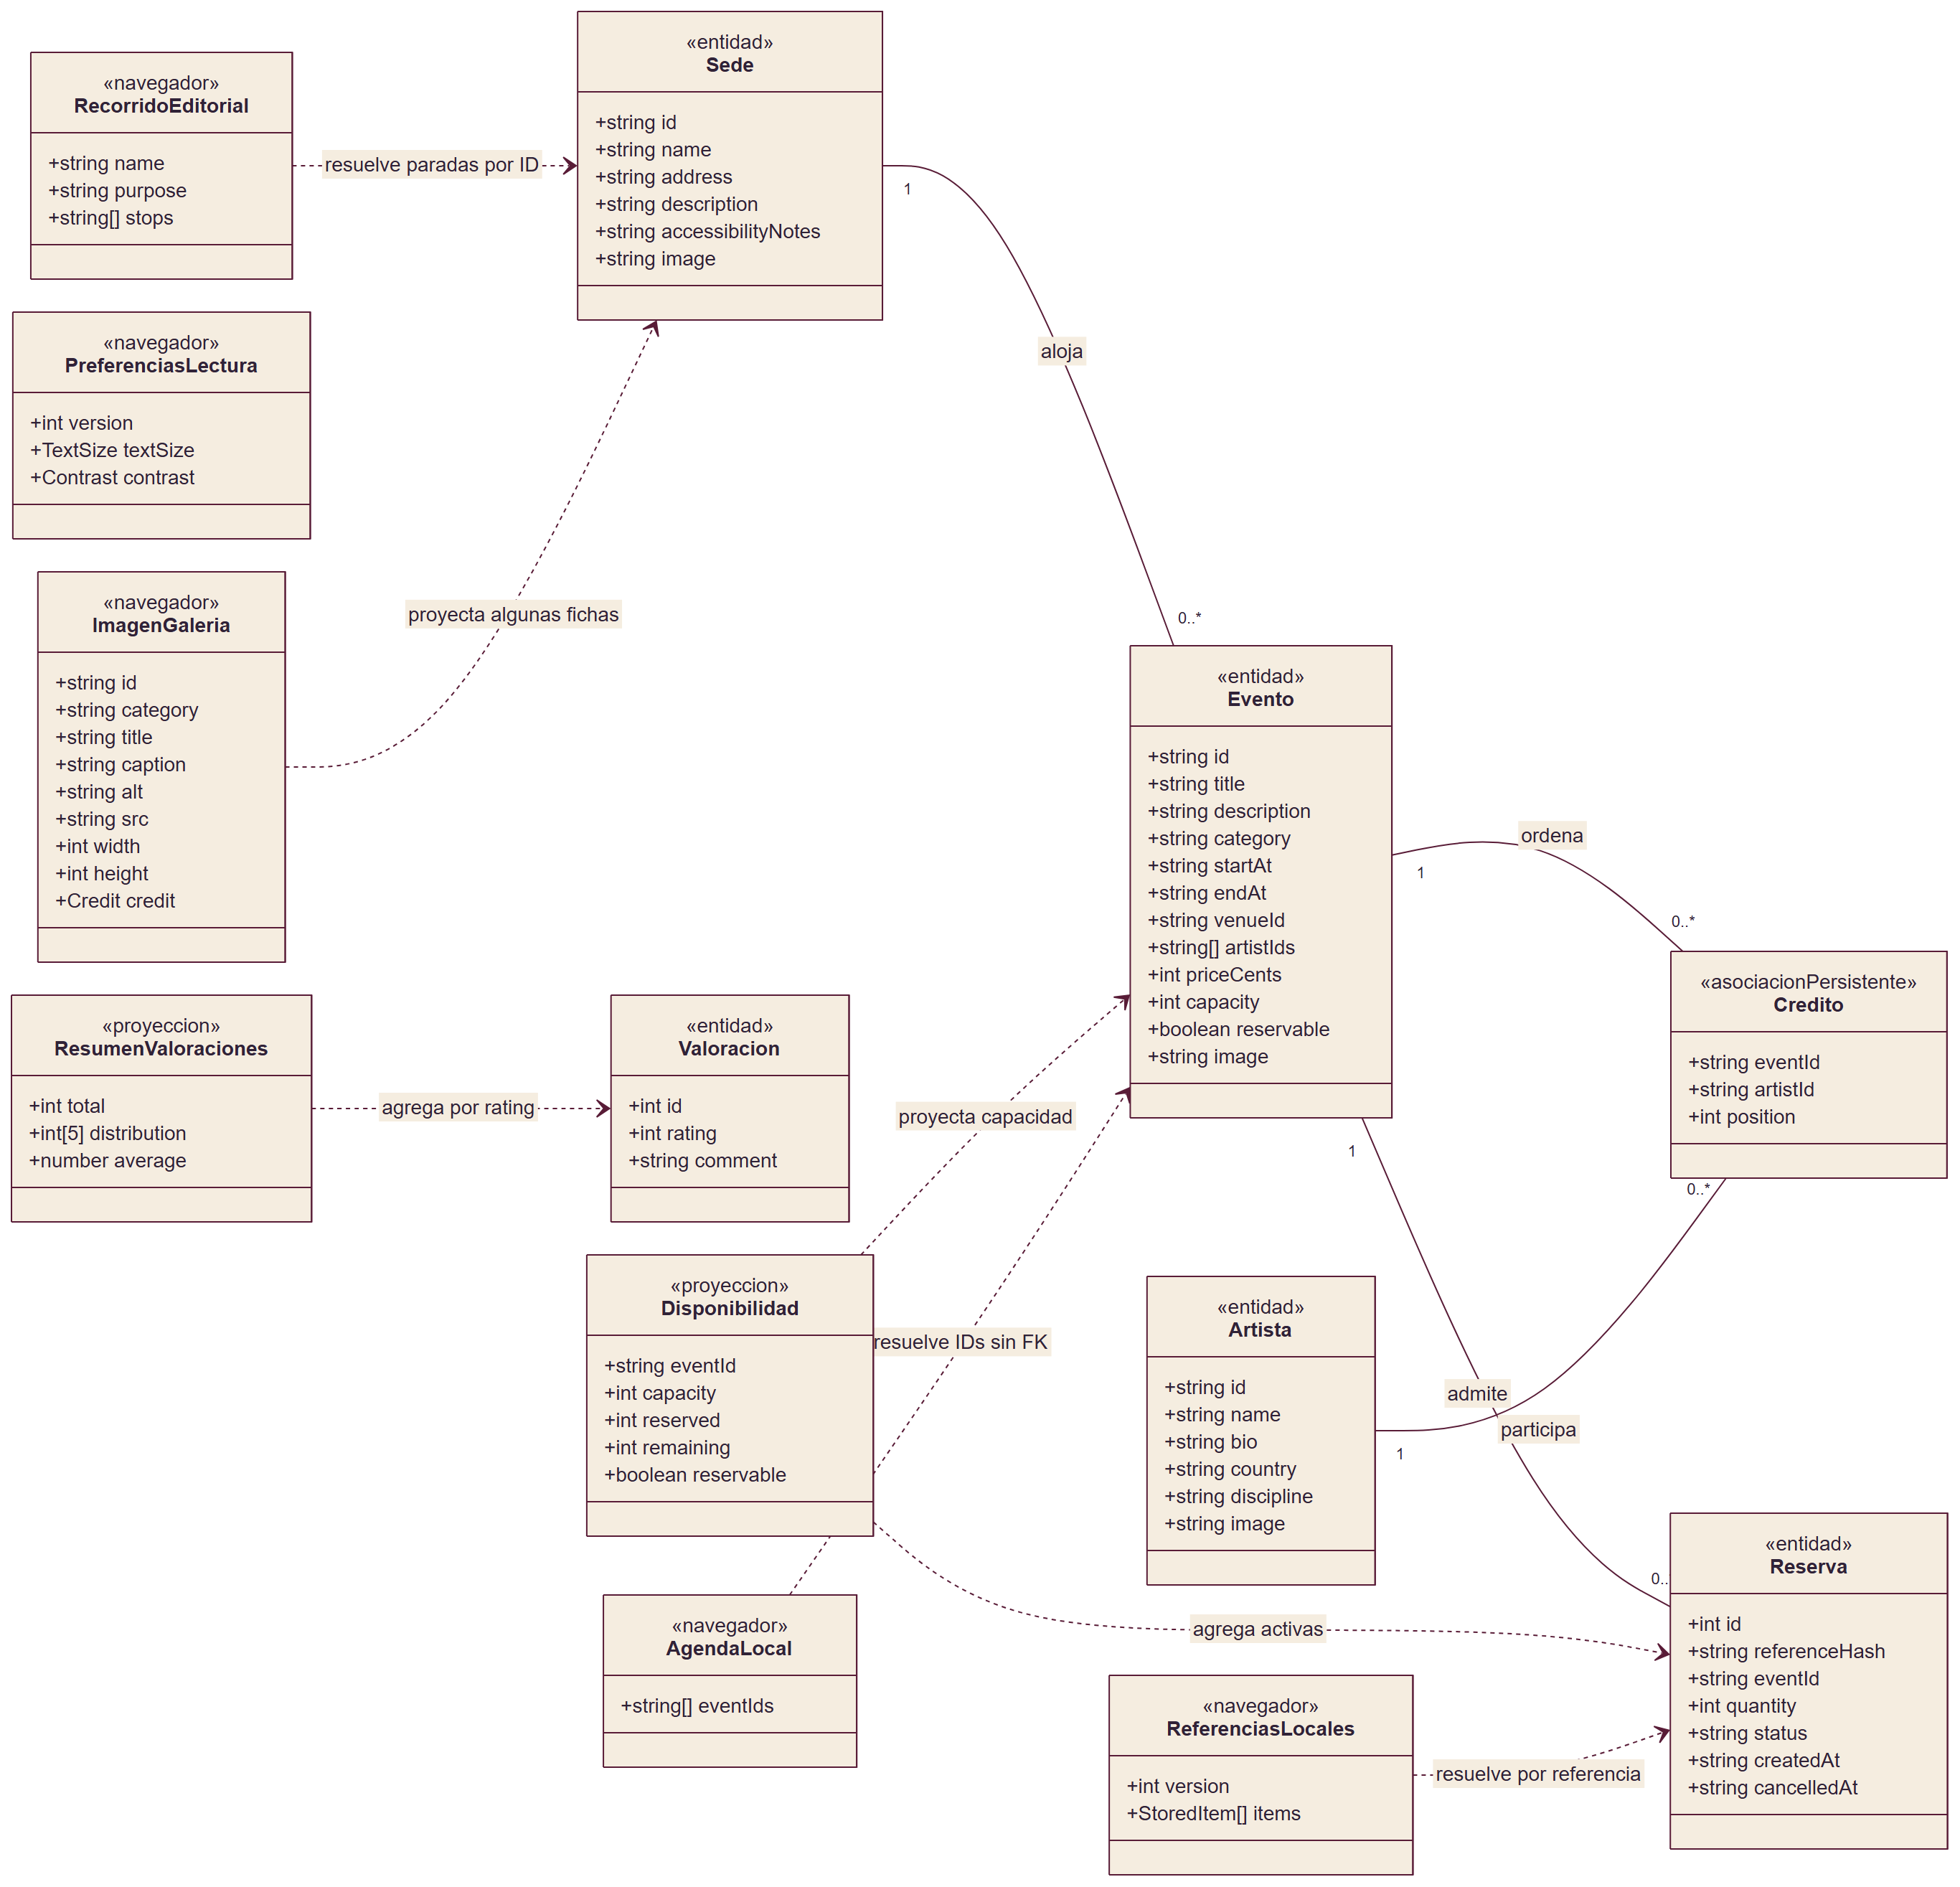 «navegador»
RecorridoEditorial
+string name
+string purpose
+string[] stops
resuelve paradas por ID
«entidad»
Sede
+string id
+string name
+string address
+string description
+string accessibilityNotes
+string image
1
aloja
0..*
«navegador»
PreferenciasLectura
+int version
+TextSize textSize
+Contrast contrast
«navegador»
ImagenGaleria
+string id
+string category
+string title
+string caption
+string alt
+string src
+int width
+int height
+Credit credit
proyecta algunas fichas
«entidad»
Evento
+string id
+string title
+string description
+string category
+string startAt
+string endAt
+string venueId
+string[] artistIds
+int priceCents
+int capacity
+boolean reservable
+string image
1
ordena
0..*
«asociacionPersistente»
Credito
+string eventId
+string artistId
+int position
0..*
«proyeccion»
ResumenValoraciones
+int total
+int[5] distribution
+number average
agrega por rating
«entidad»
Valoracion
+int id
+int rating
+string comment
proyecta capacidad
1
«proyeccion»
Disponibilidad
+string eventId
+int capacity
+int reserved
+int remaining
+boolean reservable
resuelve IDs sin FK
«entidad»
Artista
+string id
+string name
+string bio
+string country
+string discipline
+string image
1
admite
participa
0..
«navegador»
AgendaLocal
+string[] eventIds
agrega activas
«entidad»
Reserva
+int id
+string referenceHash
+string eventId
+int quantity
+string status
+string createdAt
+string cancelledAt
«navegador»
ReferenciasLocales
+int version
+StoredItem[] items
resuelve por referencia